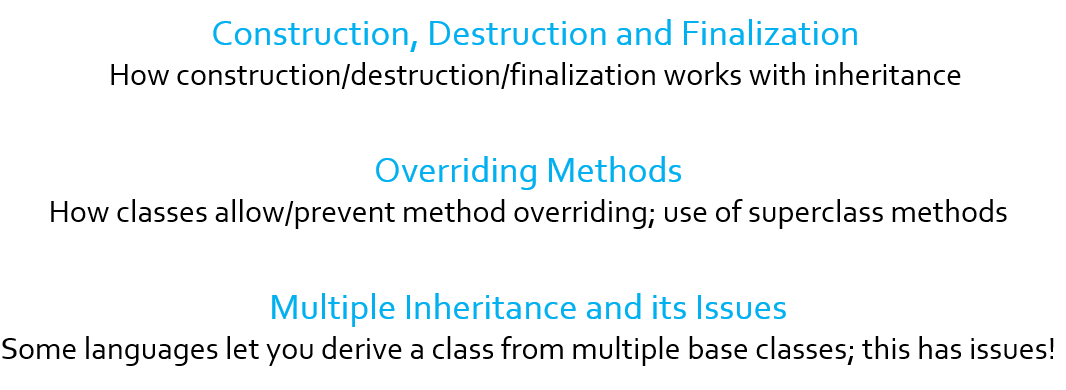 Construction, Destruction and Finalization
How construction/destruction/finalization works with inheritance
Overriding Methods
How classes allow/prevent method overriding; use of superclass methods
Multiple Inheritance and its Issues
Some languages let you derive a class from multiple base classes; this has issues!